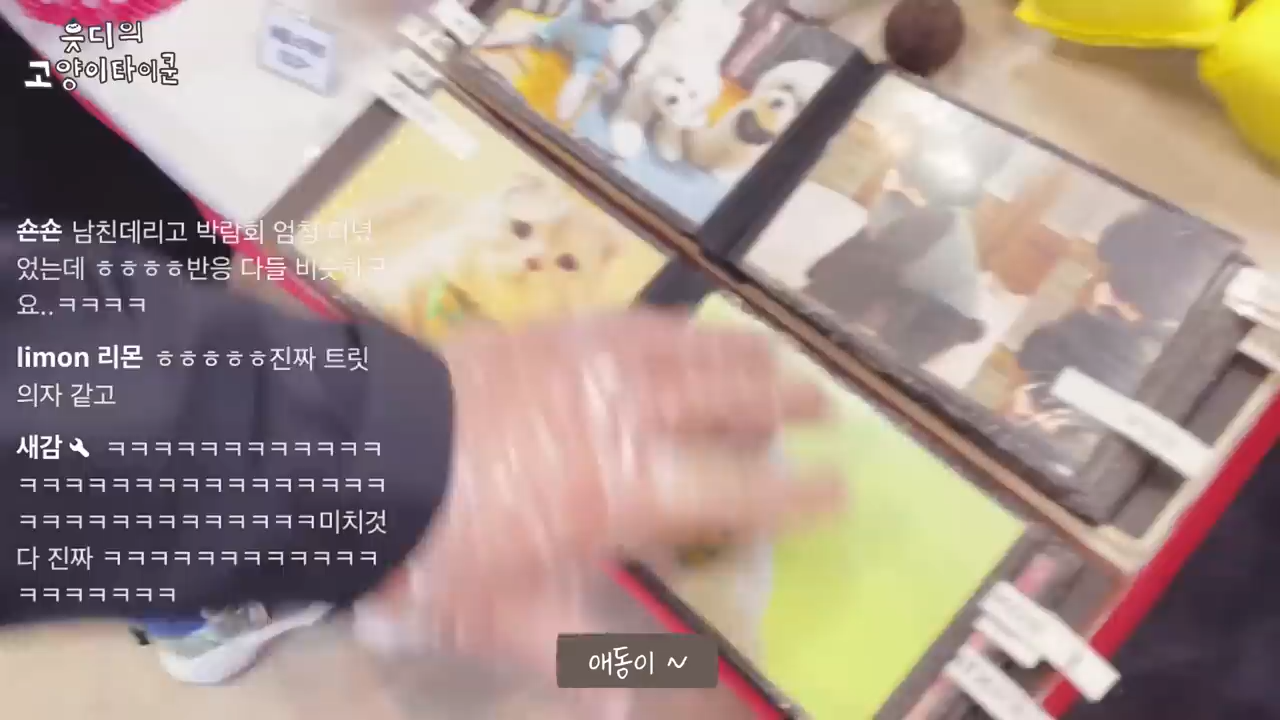 읏디의
고양이타이쿤
숀숀 남친데리고 박람회 엄청 다녔
었는데 ㅎㅎㅎㅎ반응 다들 비슷하구
요..ㅋㅋㅋㅋ
limon 리몬 ㅎㅎㅎㅎㅎ진짜 트릿
의자 같고
새감 ㅋㅋㅋㅋㅋㅋㅋㅋㅋㅋㅋㅋ
ㅋㅋㅋㅋㅋㅋㅋㅋㅋㅋㅋㅋㅋㅋㅋㅋ
ㅋㅋㅋㅋㅋㅋㅋㅋㅋㅋㅋㅋㅋ미치것
다 진짜 ㅋㅋㅋㅋㅋㅋㅋㅋㅋㅋㅋㅋ
ㅋㅋㅋㅋㅋㅋㅋ
애동이 ~